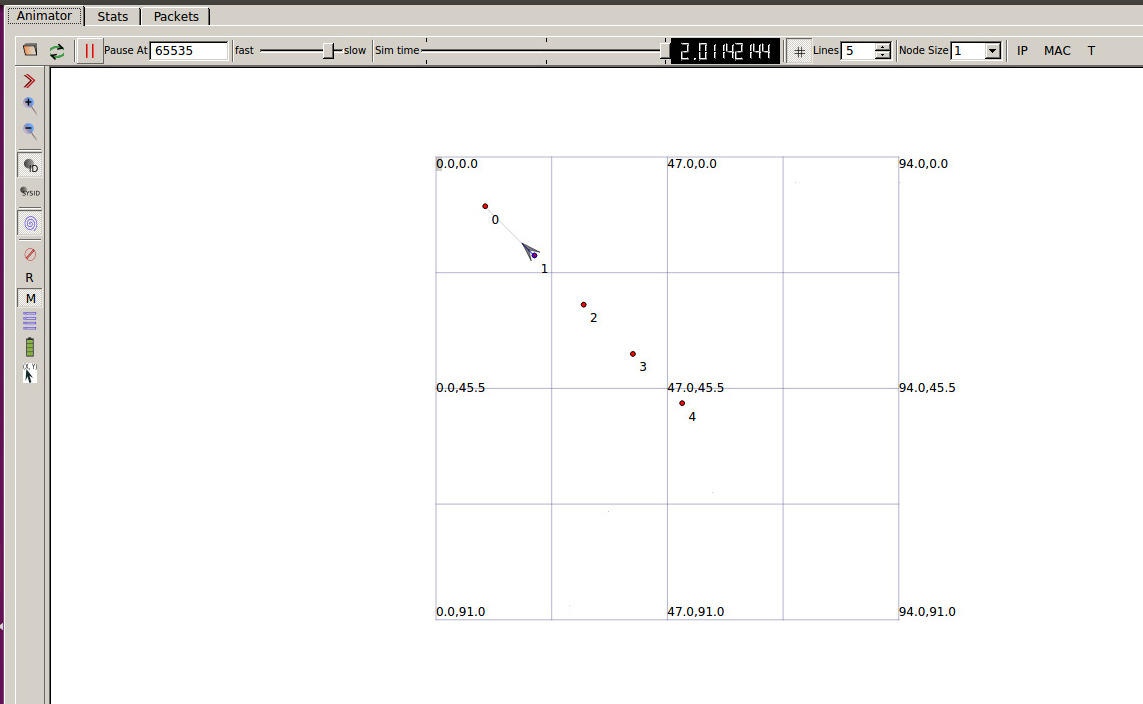 Animator Stats Packets
Pause At 65535 fast slow Sim time 2.01142144 Lines 5 Node Size 1 IP MAC T
ID
SYSID
R
M
(X,Y)
0.0,0.0 47.0,0.0 94.0,0.0
0
1
2
3
0.0,45.5 47.0,45.5 94.0,45.5
4
0.0,91.0 47.0,91.0 94.0,91.0